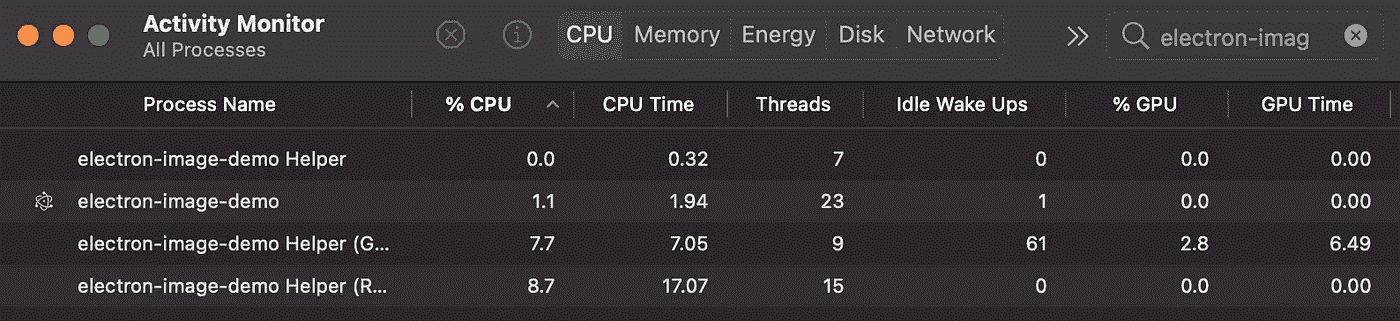 Activity Monitor
All Processes
CPU Memory Energy Disk Network electron-imag
Process Name % CPU CPU Time Threads Idle Wake Ups % GPU GPU Time
electron-image-demo Helper 0.0 0.32 7 0 0.0 0.00
electron-image-demo 1.1 1.94 23 1 0.0 0.00
electron-image-demo Helper (G... 7.7 7.05 9 61 2.8 6.49
electron-image-demo Helper (R... 8.7 17.07 15 0 0.0 0.00